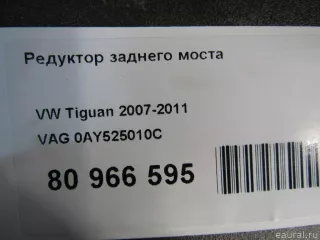 Редуктор заднего моста
VW Tiguan 2007-2011
VAG 0AY525010C
80 966 595
eaural.ru